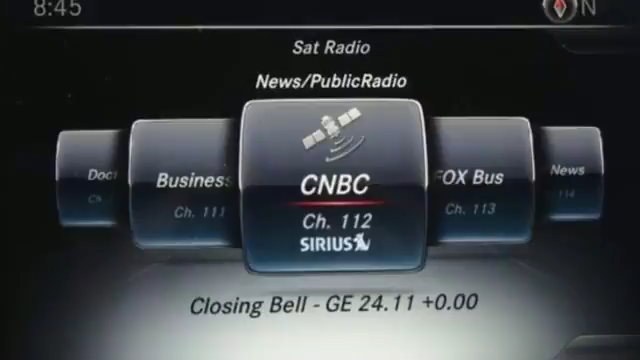 8:45
N
Sat Radio
News/PublicRadio
Business
Ch. 111
CNBC
Ch. 112
SIRIUS
FOX Bus
Ch. 113
News
114
Closing Bell - GE 24.11 +0.00